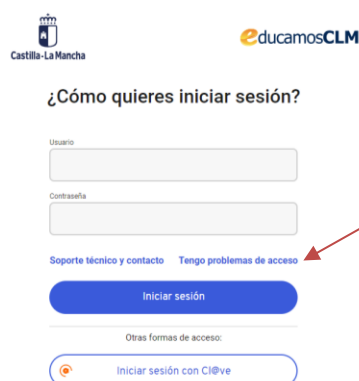 Castilla-La Mancha
educamosCLM
¿Cómo quieres iniciar sesión?
Usuario
Contraseña
Soporte técnico y contacto Tengo problemas de acceso
Iniciar sesión
Otras formas de acceso:
Iniciar sesión con Cl@ve